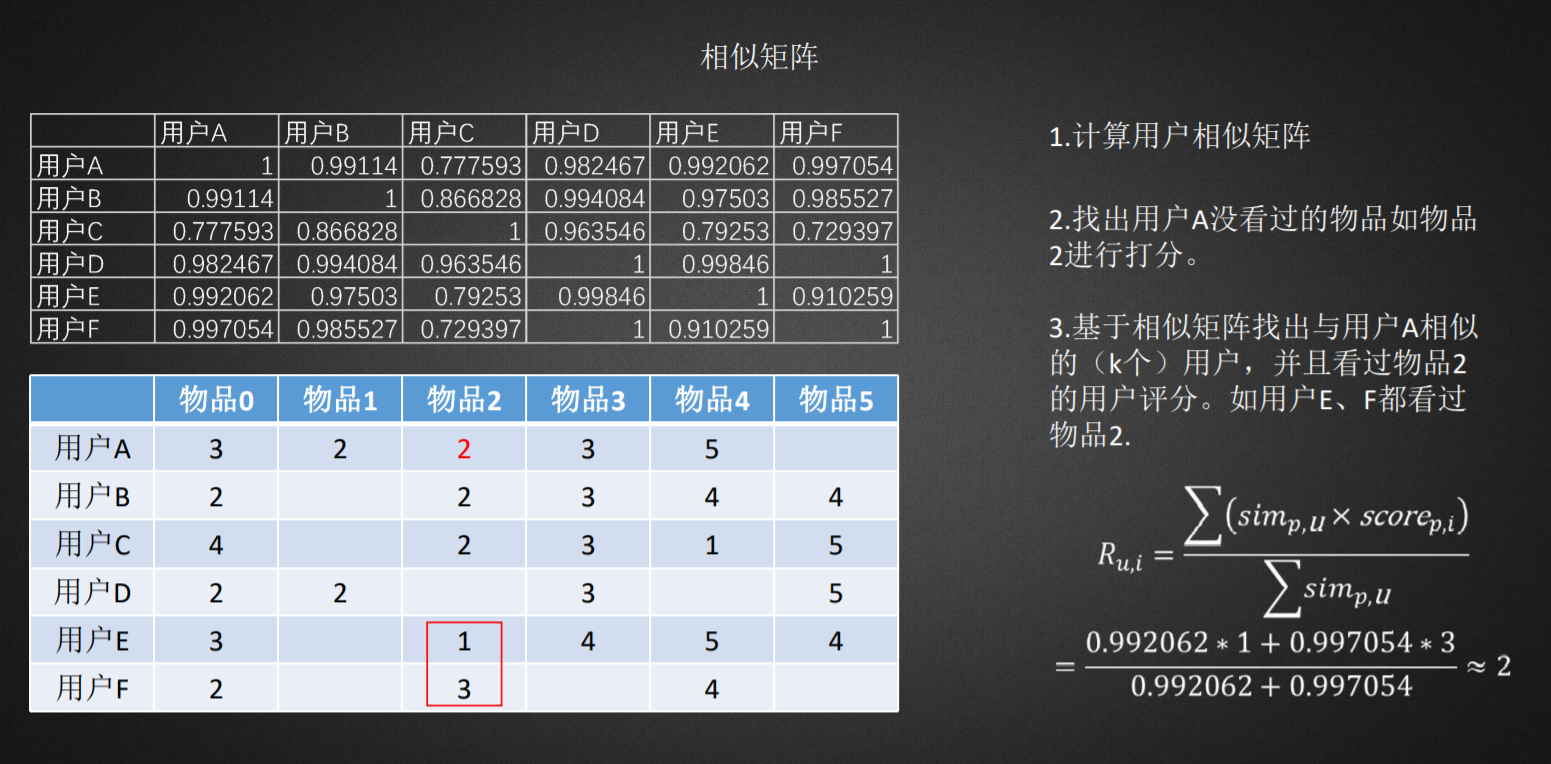 相似矩阵
用户A 用户B 用户C 用户D 用户E 用户F
用户A 1 0.99114 0.777593 0.982467 0.992062 0.997054
用户B 0.99114 1 0.866828 0.994084 0.97503 0.985527
用户C 0.777593 0.866828 1 0.963546 0.79253 0.729397
用户D 0.982467 0.994084 0.963546 1 0.99846 1
用户E 0.992062 0.97503 0.79253 0.99846 1 0.910259
用户F 0.997054 0.985527 0.729397 1 0.910259 1
物品0 物品1 物品2 物品3 物品4 物品5
用户A 3 2 2 3 5
用户B 2 2 3 4 4
用户C 4 2 3 1 5
用户D 2 2 3 5
用户E 3 1 4 5 4
用户F 2 3 4
1.计算用户相似矩阵
2.找出用户A没看过的物品如物品
2进行打分。
3.基于相似矩阵找出与用户A相似
的（k个）用户，并且看过物品2
的用户评分。如用户E、F都看过
物品2.
∑(sim_{p,u} × score_{p,i})
R_{u,i} =
∑ sim_{p,u}
0.992062 * 1 + 0.997054 * 3
= ≈ 2
0.992062 + 0.997054